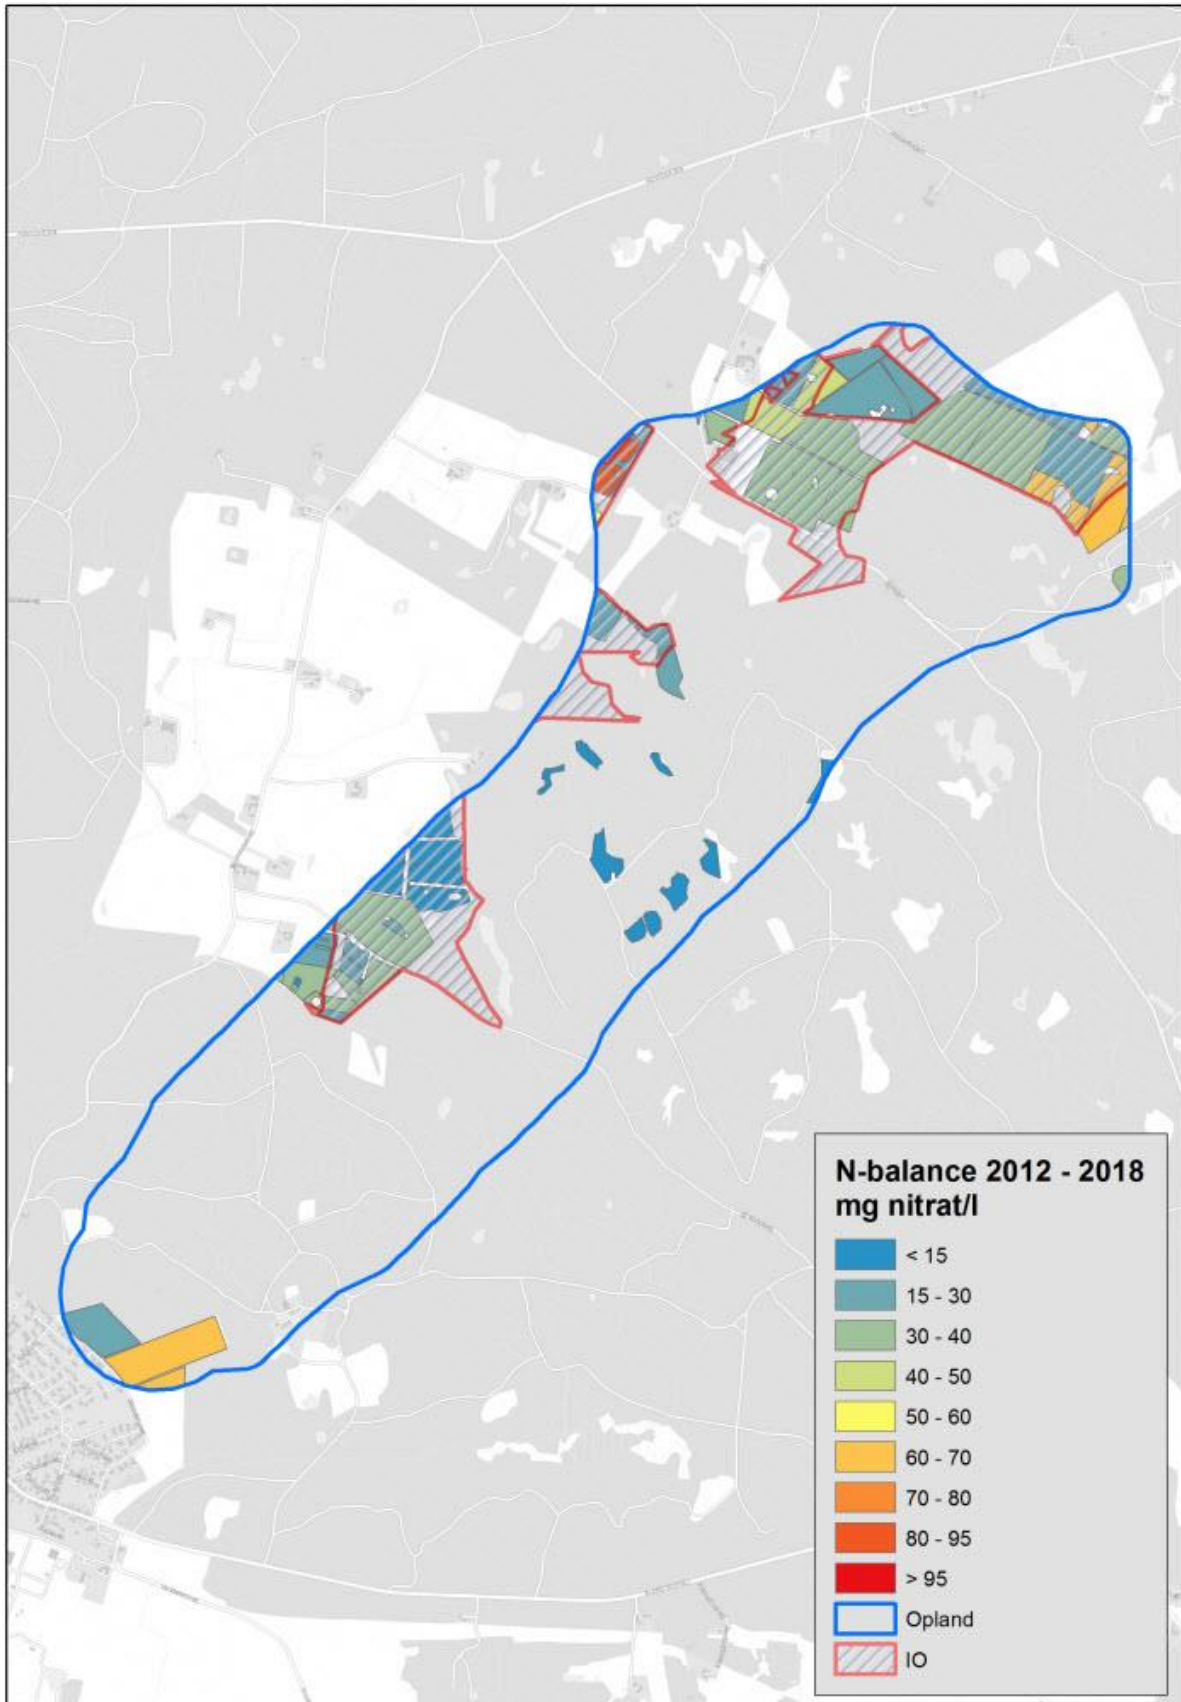 N-balance 2012 - 2018
mg nitrat/l
< 15
15 - 30
30 - 40
40 - 50
50 - 60
60 - 70
70 - 80
80 - 95
> 95
Opland
IO